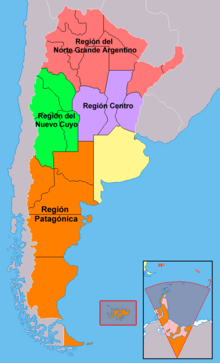 Región del
Norte Grande Argentino
Región del
Nuevo Cuyo
Región Centro
Región
Patagónica